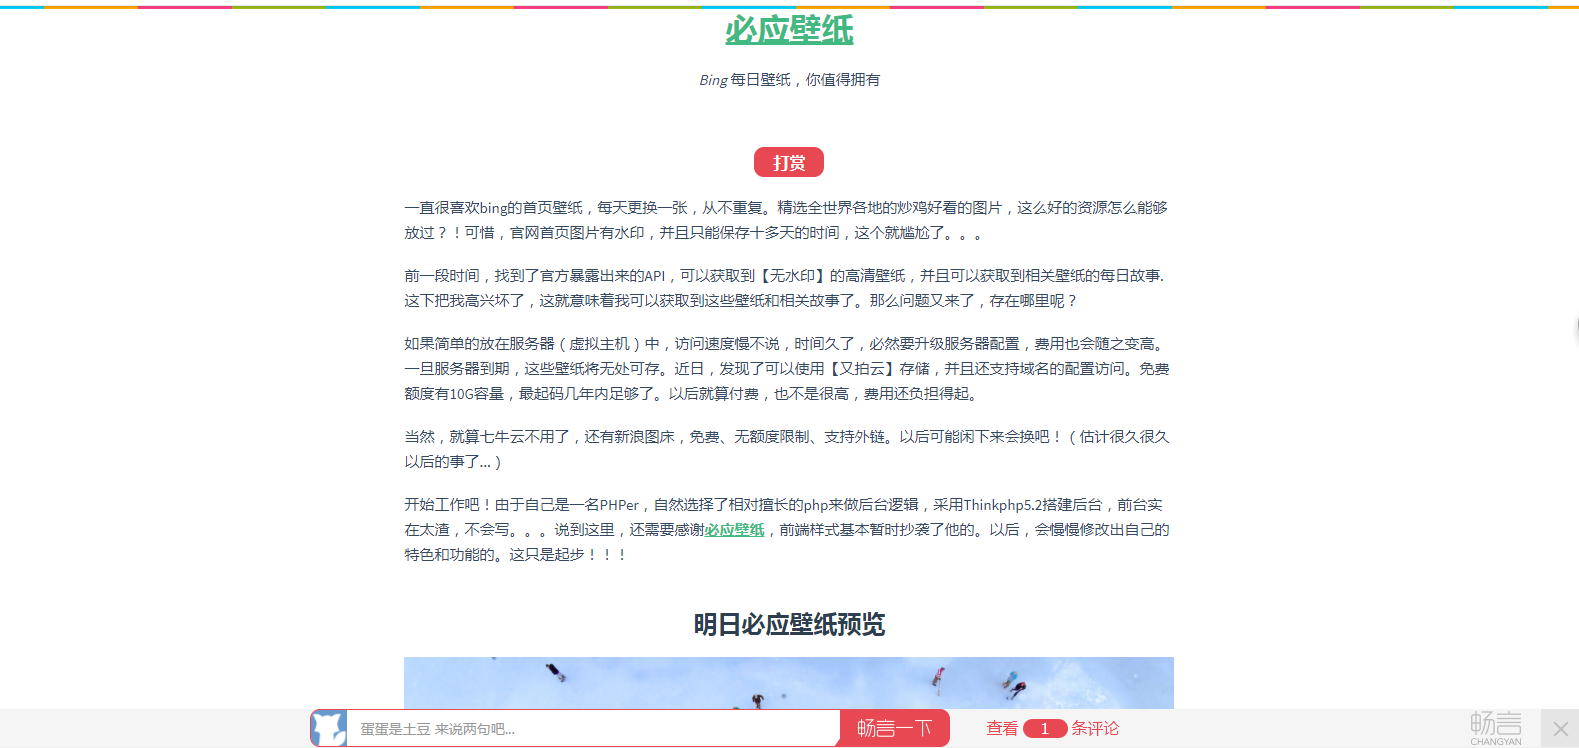 必应壁纸
Bing 每日壁纸，你值得拥有
打赏
一直很喜欢bing的首页壁纸，每天更换一张，从不重复。精选全世界各地的炒鸡好看的图片，这么好的资源怎么能够
放过？！可惜，官网首页图片有水印，并且只能保存十多天的时间，这个就尴尬了。。。
前一段时间，找到了官方暴露出来的API，可以获取到【无水印】的高清壁纸，并且可以获取到相关壁纸的每日故事.
这下把我高兴坏了，这就意味着我可以获取到这些壁纸和相关故事了。那么问题又来了，存在哪里呢？
如果简单的放在服务器（虚拟主机）中，访问速度慢不说，时间久了，必然要升级服务器配置，费用也会随之变高。
一旦服务器到期，这些壁纸将无处可存。近日，发现了可以使用【又拍云】存储，并且还支持域名的配置访问。免费
额度有10G容量，最起码几年内足够了。以后就算付费，也不是很高，费用还负担得起。
当然，就算七牛云不用了，还有新浪图床，免费、无额度限制、支持外链。以后可能闲下来会换吧！（估计很久很久
以后的事了...）
开始工作吧！由于自己是一名PHPer，自然选择了相对擅长的php来做后台逻辑，采用Thinkphp5.2搭建后台，前台实
在太渣，不会写。。。说到这里，还需要感谢必应壁纸，前端样式基本暂时抄袭了他的。以后，会慢慢修改出自己的
特色和功能的。这只是起步！！！
明日必应壁纸预览
蛋蛋是土豆 来说两句吧...
畅言一下
查看 1 条评论
畅言
CHANGYAN